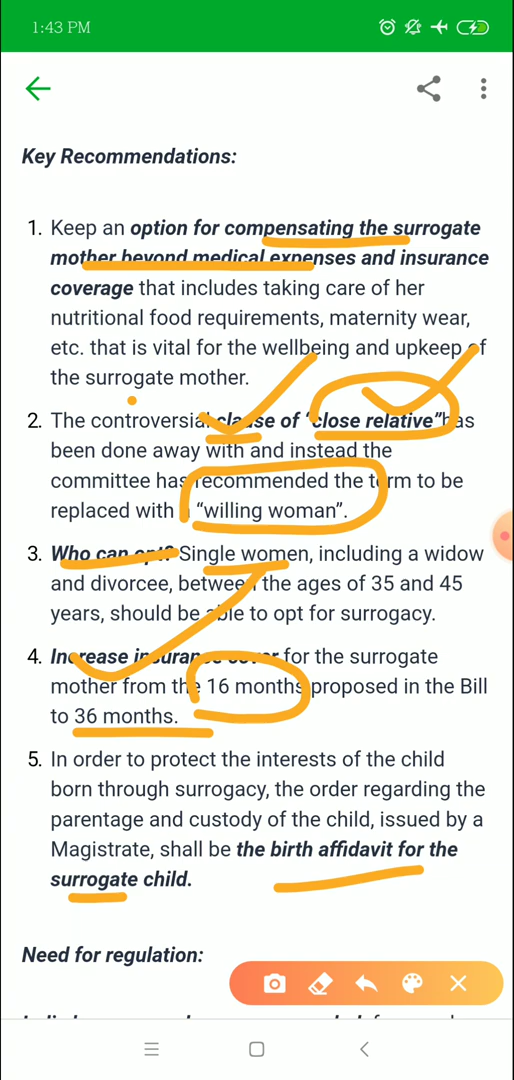 1:43 PM
Key Recommendations:
1. Keep an option for compensating the surrogate
mother beyond medical expenses and insurance
coverage that includes taking care of her
nutritional food requirements, maternity wear,
etc. that is vital for the wellbeing and upkeep of
the surrogate mother.
2. The controversial clause of “close relative” has
been done away with and instead the
committee has recommended the term to be
replaced with a “willing woman”.
3. Who can opt? Single women, including a widow
and divorcee, between the ages of 35 and 45
years, should be able to opt for surrogacy.
4. Increase insurance cover for the surrogate
mother from the 16 months proposed in the Bill
to 36 months.
5. In order to protect the interests of the child
born through surrogacy, the order regarding the
parentage and custody of the child, issued by a
Magistrate, shall be the birth affidavit for the
surrogate child.
Need for regulation: